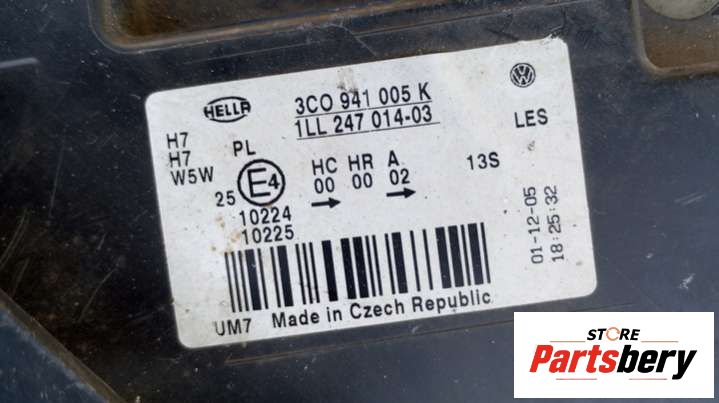 HELLA
3C0 941 005 K
1LL 247 014-03
LES
H7
H7
W5W
PL
HC HR A
00 00 02
13S
25 E4
10224
10225
01-12-05
18:25:32
UM7 Made in Czech Republic
STORE
Partsbery